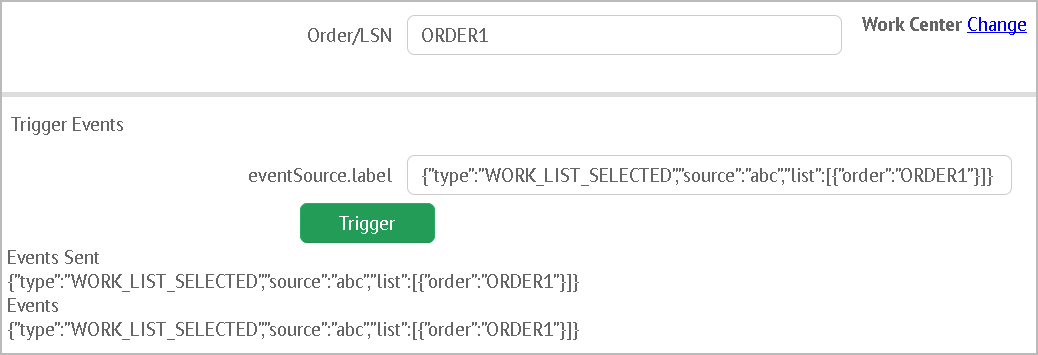 Order/LSN ORDER1 Work Center Change
Trigger Events
eventSource.label {"type":"WORK_LIST_SELECTED","source":"abc","list":[{"order":"ORDER1"}]}
Trigger
Events Sent
{"type":"WORK_LIST_SELECTED","source":"abc","list":[{"order":"ORDER1"}]}
Events
{"type":"WORK_LIST_SELECTED","source":"abc","list":[{"order":"ORDER1"}]}